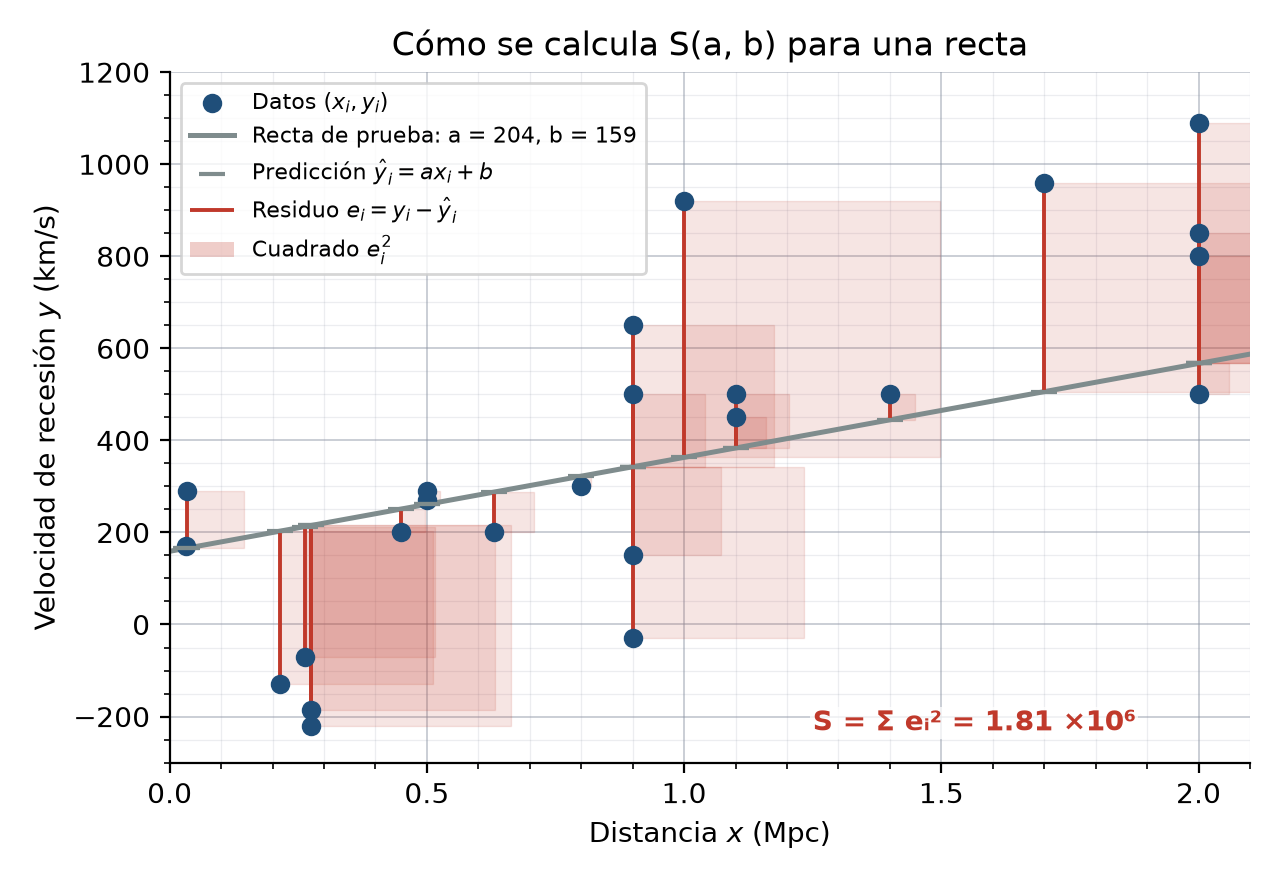 Cómo se calcula S(a, b) para una recta
Datos (xᵢ, yᵢ)
Recta de prueba: a = 204, b = 159
Predicción ŷᵢ = axᵢ + b
Residuo eᵢ = yᵢ − ŷᵢ
Cuadrado eᵢ²
1200
1000
800
600
400
200
0
−200
Velocidad de recesión y (km/s)
S = Σ eᵢ² = 1.81 ×10⁶
0.0 0.5 1.0 1.5 2.0
Distancia x (Mpc)